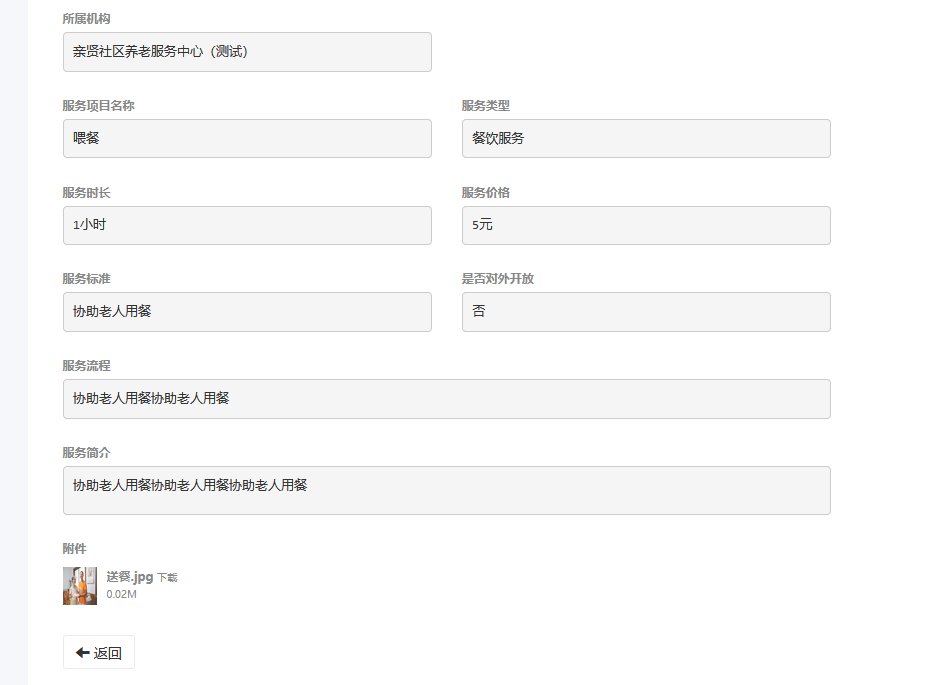 所属机构
亲贤社区养老服务中心（测试）
服务项目名称
服务类型
喂餐
餐饮服务
服务时长
服务价格
1小时
5元
服务标准
是否对外开放
协助老人用餐
否
服务流程
协助老人用餐协助老人用餐
服务简介
协助老人用餐协助老人用餐协助老人用餐
附件
送餐.jpg 下载
0.02M
返回